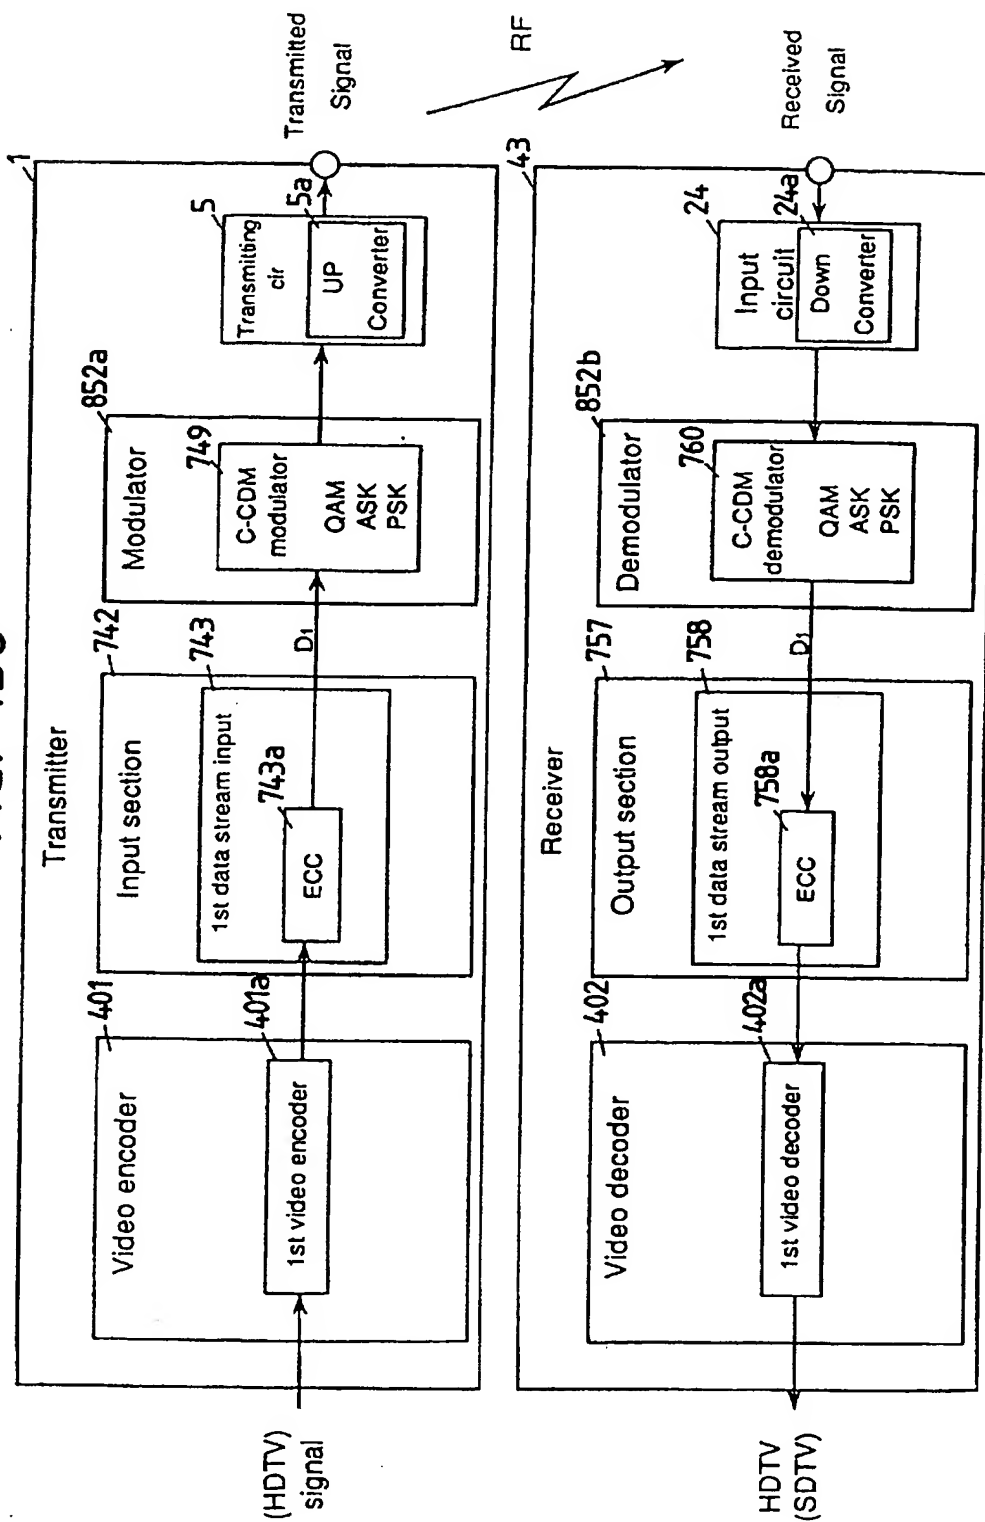 Transmitter
1
(HDTV)
signal
Video encoder
401
1st video encoder
401a
Input section
742
1st data stream input
743
ECC
743a
D1
Modulator
852a
C-CDM
modulator
QAM
ASK
PSK
749
Transmitting
cir
5
UP
Converter
5a
Transmitted
Signal
RF
Receiver
43
Received
Signal
Input
circuit
24
Down
Converter
24a
Demodulator
852b
C-CDM
demodulator
QAM
ASK
PSK
760
D1
Output section
757
1st data stream output
758
ECC
758a
Video decoder
402
1st video decoder
402a
HDTV
(SDTV)